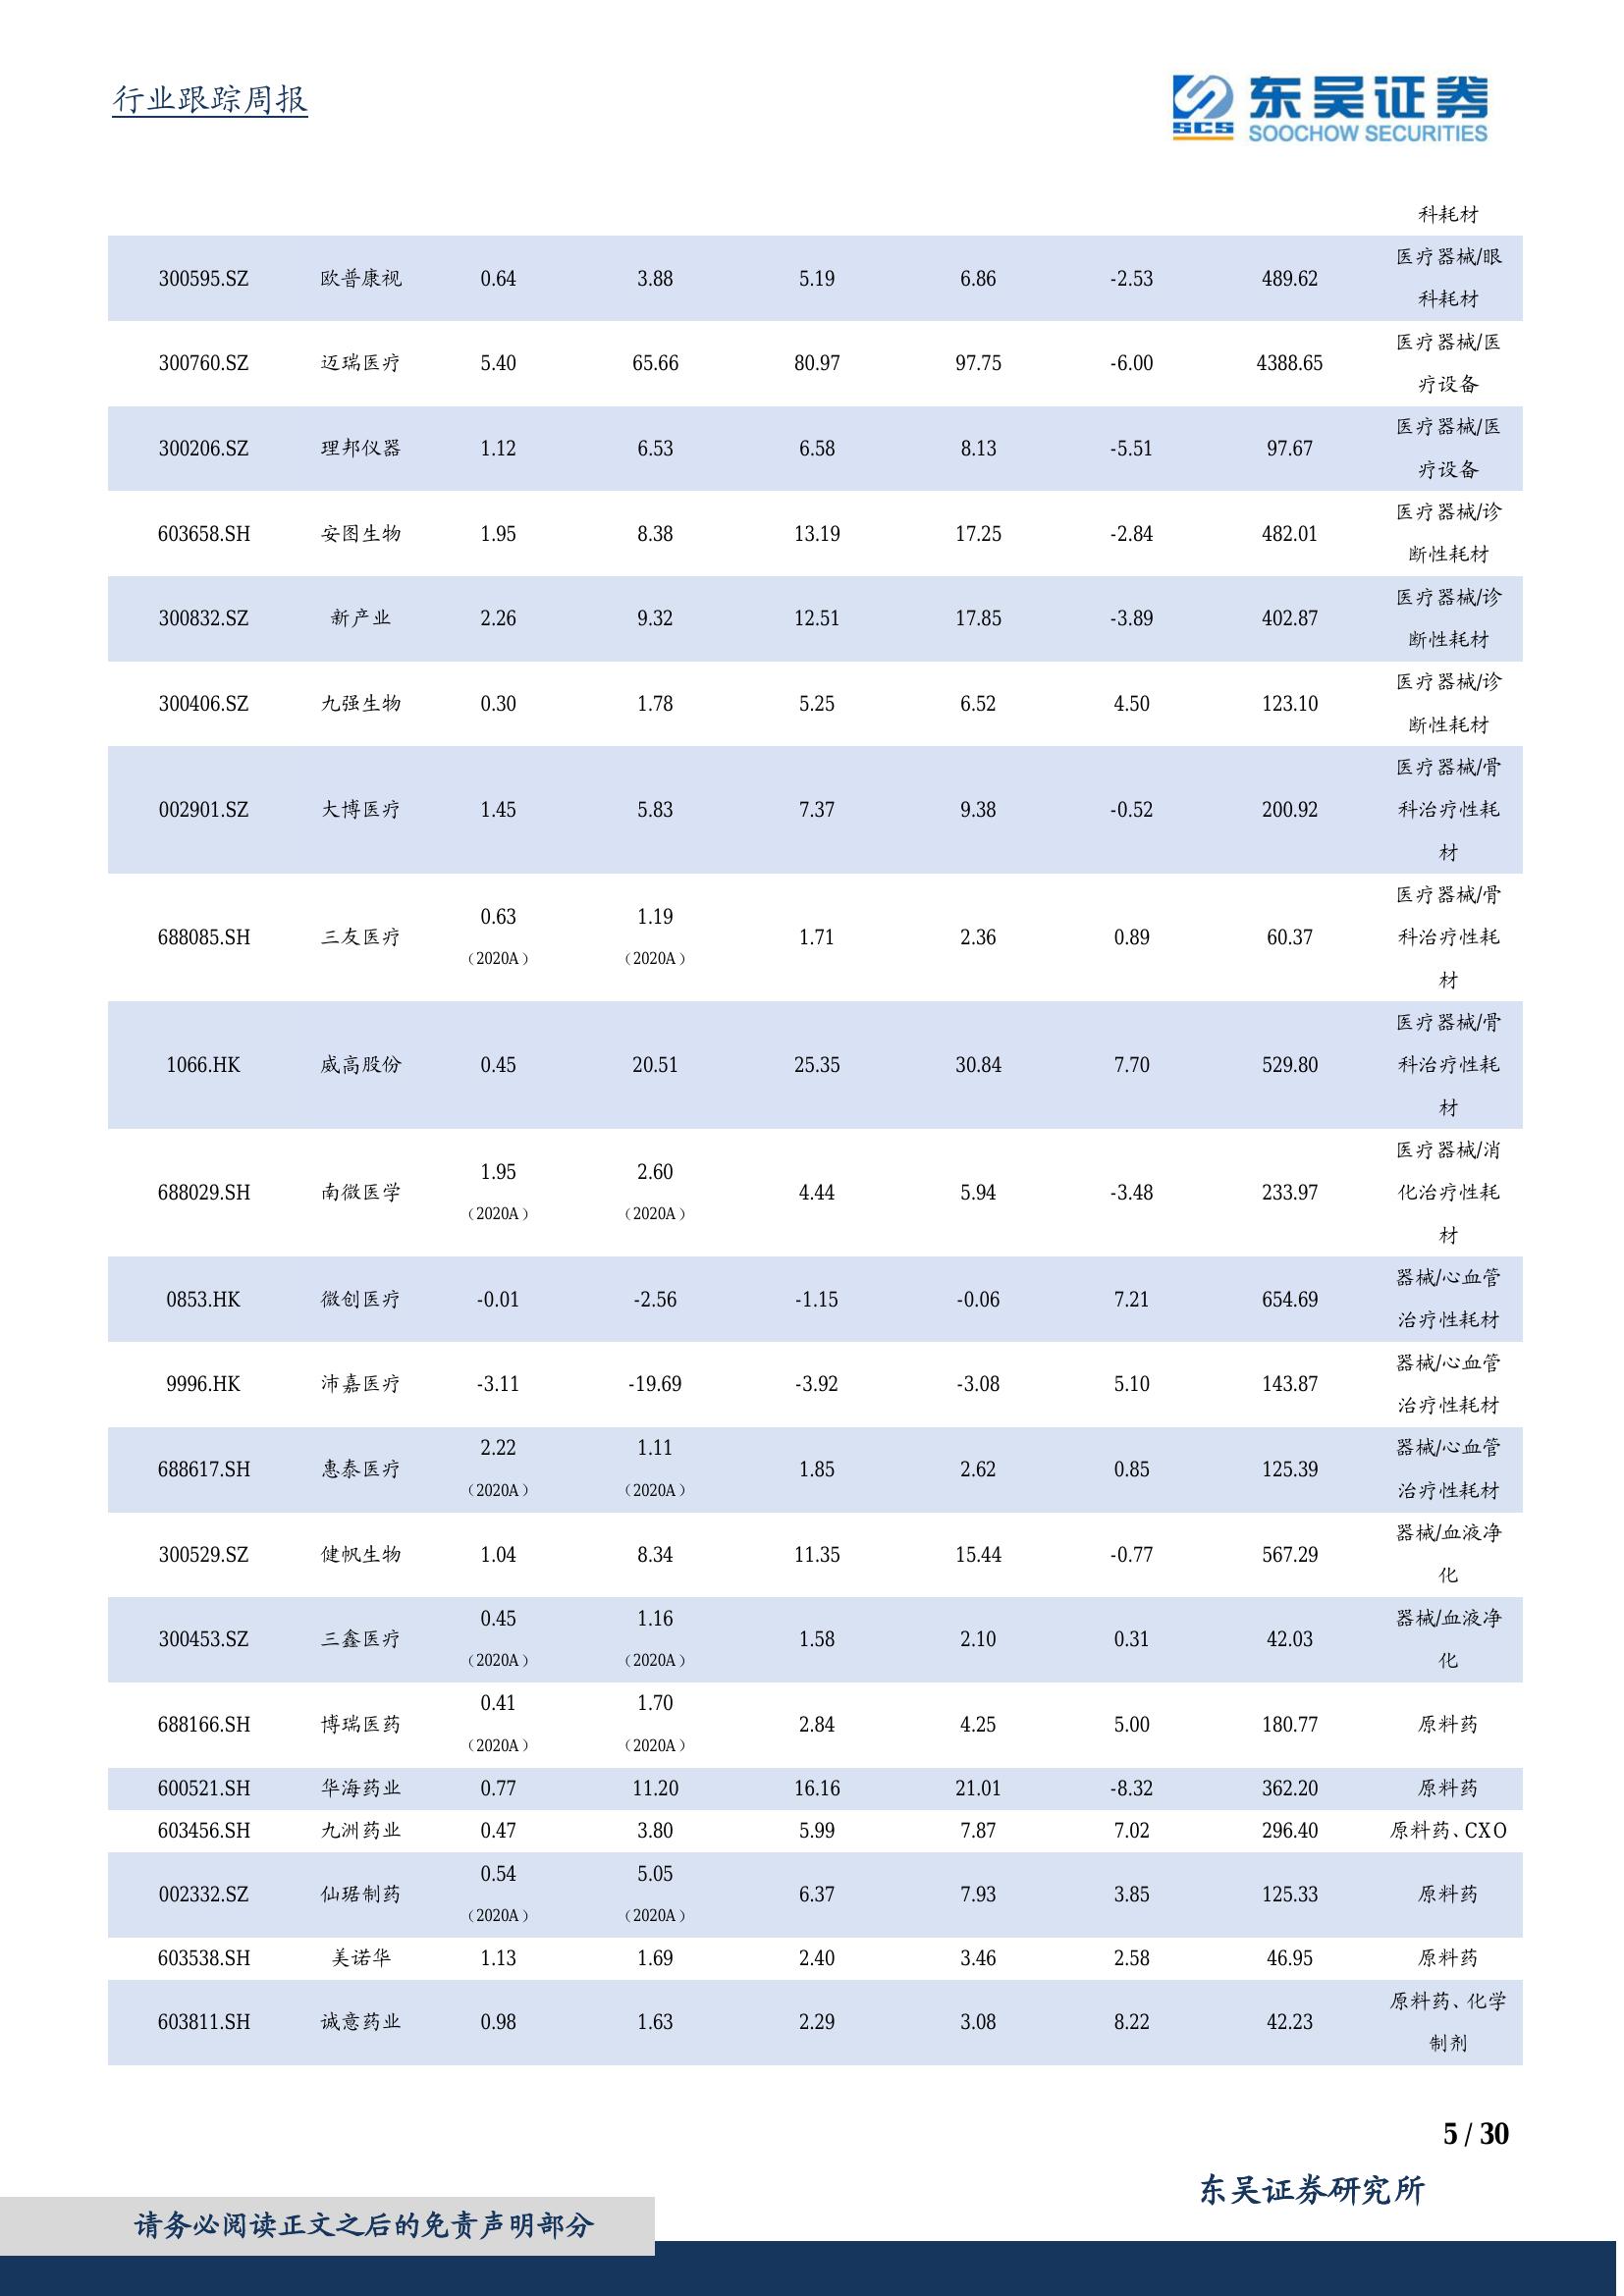 行业跟踪周报
SCS 东吴证券
SOOCHOW SECURITIES
科耗材
300595.SZ 欧普康视 0.64 3.88 5.19 6.86 -2.53 489.62 医疗器械/眼
科耗材
300760.SZ 迈瑞医疗 5.40 65.66 80.97 97.75 -6.00 4388.65 医疗器械/医
疗设备
300206.SZ 理邦仪器 1.12 6.53 6.58 8.13 -5.51 97.67 医疗器械/医
疗设备
603658.SH 安图生物 1.95 8.38 13.19 17.25 -2.84 482.01 医疗器械/诊
断性耗材
300832.SZ 新产业 2.26 9.32 12.51 17.85 -3.89 402.87 医疗器械/诊
断性耗材
300406.SZ 九强生物 0.30 1.78 5.25 6.52 4.50 123.10 医疗器械/诊
断性耗材
002901.SZ 大博医疗 1.45 5.83 7.37 9.38 -0.52 200.92 医疗器械/骨
科治疗性耗
材
688085.SH 三友医疗 0.63 1.19 1.71 2.36 0.89 60.37 医疗器械/骨
（2020A） （2020A） 科治疗性耗
材
1066.HK 威高股份 0.45 20.51 25.35 30.84 7.70 529.80 医疗器械/骨
科治疗性耗
材
688029.SH 南微医学 1.95 2.60 4.44 5.94 -3.48 233.97 医疗器械/消
（2020A） （2020A） 化治疗性耗
材
0853.HK 微创医疗 -0.01 -2.56 -1.15 -0.06 7.21 654.69 器械/心血管
治疗性耗材
9996.HK 沛嘉医疗 -3.11 -19.69 -3.92 -3.08 5.10 143.87 器械/心血管
治疗性耗材
688617.SH 惠泰医疗 2.22 1.11 1.85 2.62 0.85 125.39 器械/心血管
（2020A） （2020A） 治疗性耗材
300529.SZ 健帆生物 1.04 8.34 11.35 15.44 -0.77 567.29 器械/血液净
化
300453.SZ 三鑫医疗 0.45 1.16 1.58 2.10 0.31 42.03 器械/血液净
（2020A） （2020A） 化
688166.SH 博瑞医药 0.41 1.70 2.84 4.25 5.00 180.77 原料药
（2020A） （2020A）
600521.SH 华海药业 0.77 11.20 16.16 21.01 -8.32 362.20 原料药
603456.SH 九洲药业 0.47 3.80 5.99 7.87 7.02 296.40 原料药、CXO
002332.SZ 仙琚制药 0.54 5.05 6.37 7.93 3.85 125.33 原料药
（2020A） （2020A）
603538.SH 美诺华 1.13 1.69 2.40 3.46 2.58 46.95 原料药
603811.SH 诚意药业 0.98 1.63 2.29 3.08 8.22 42.23 原料药、化学
制剂
5 / 30
东吴证券研究所
请务必阅读正文之后的免责声明部分